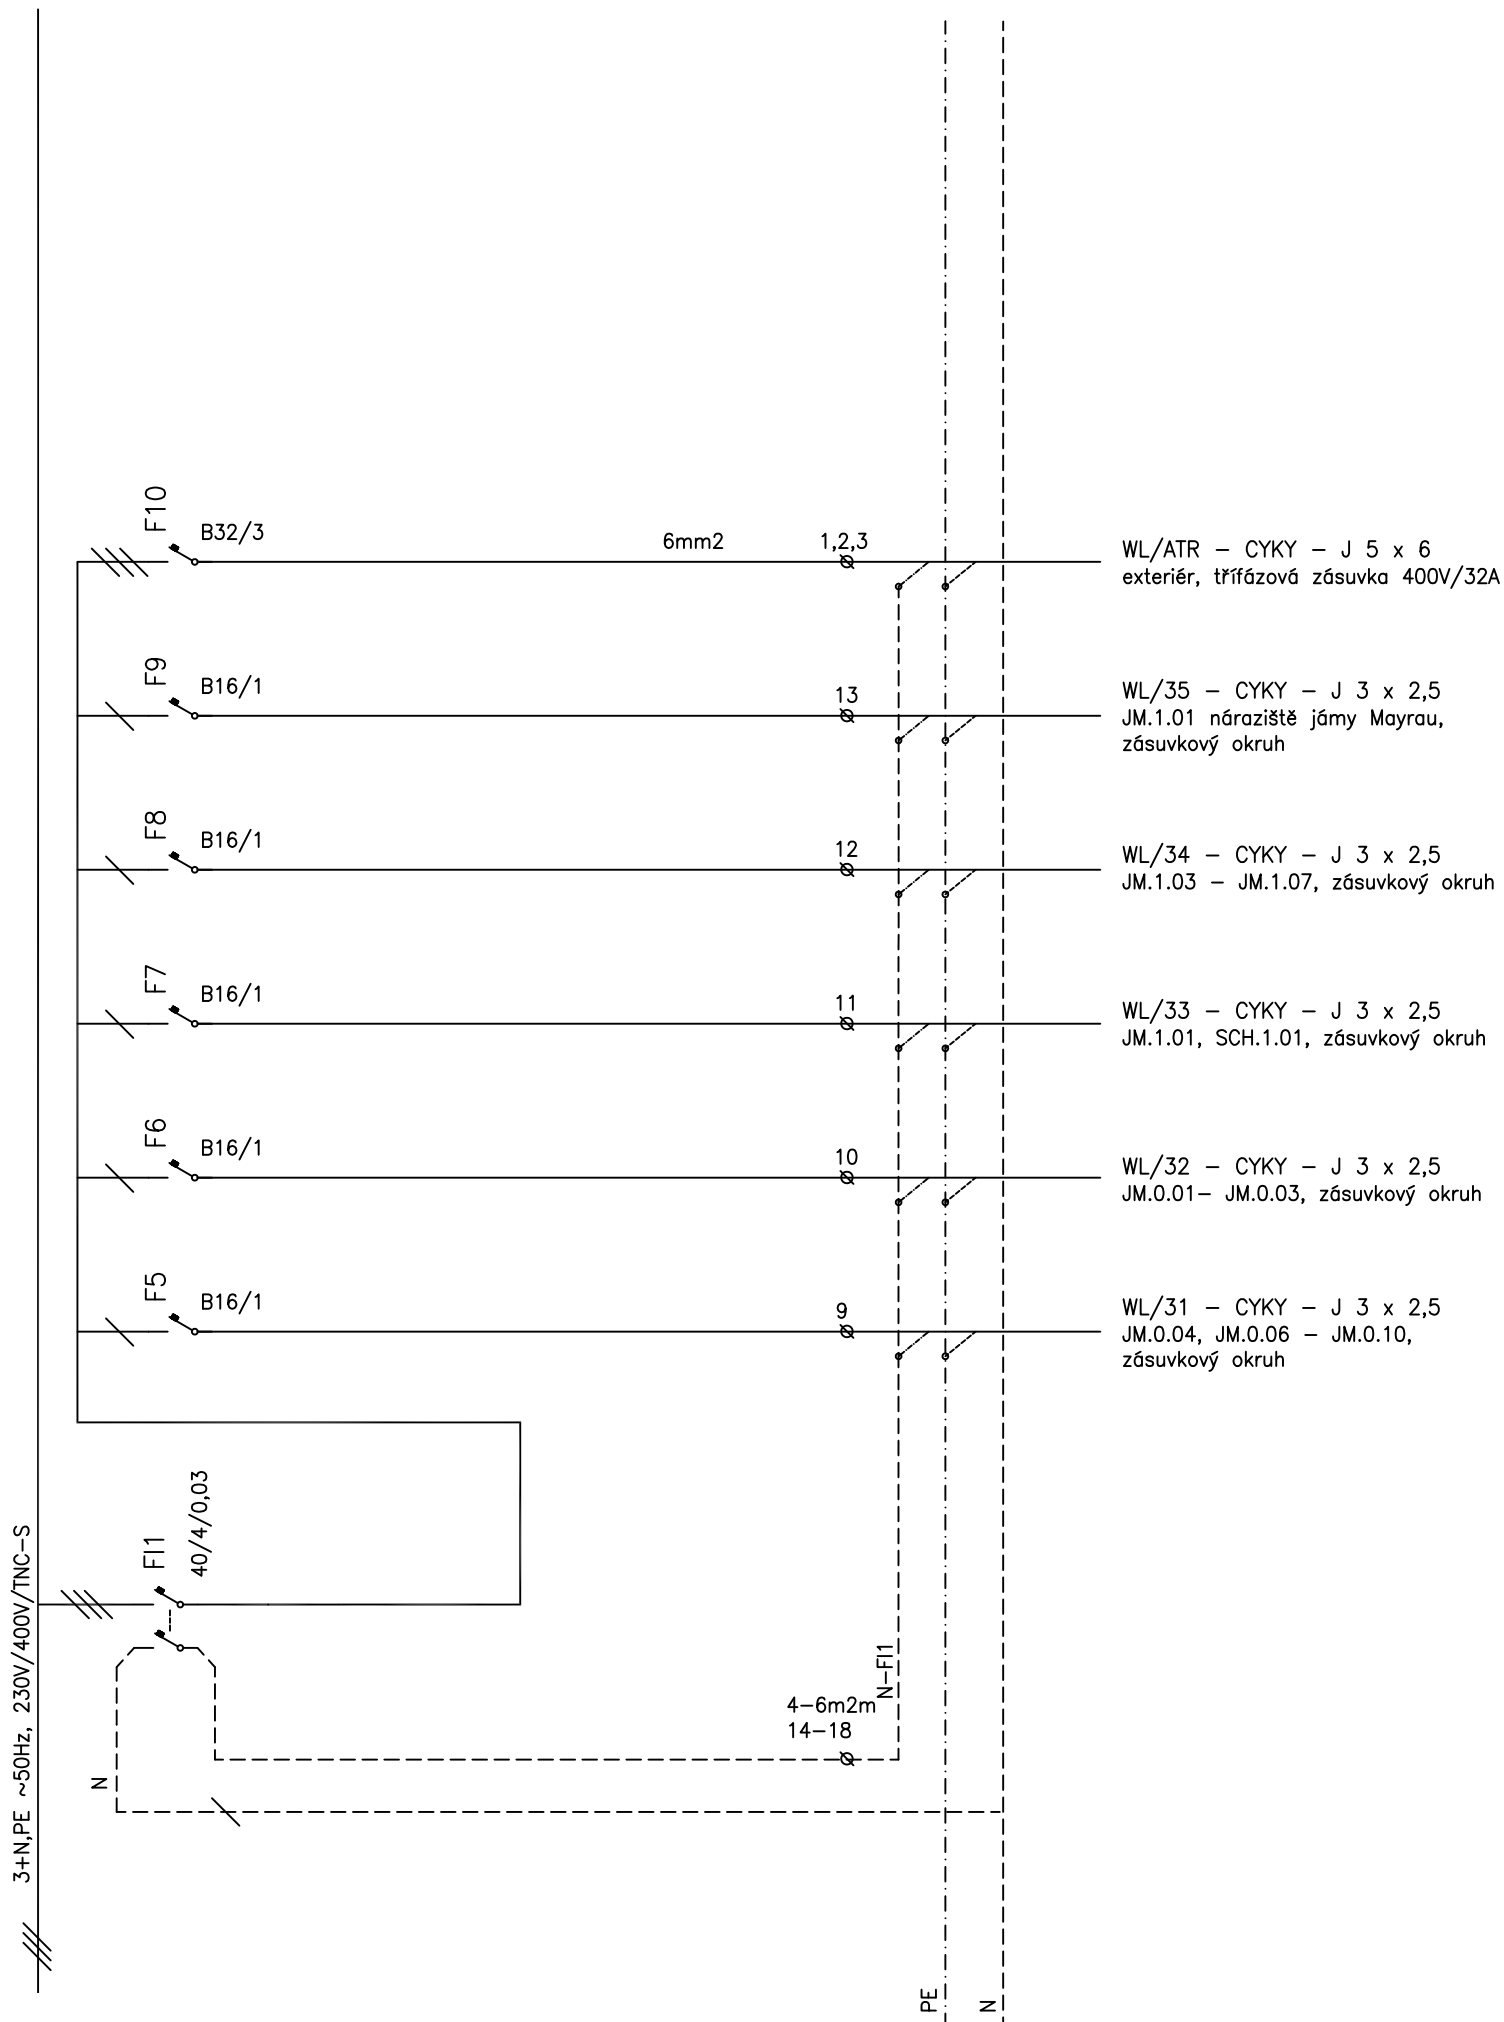 F10
B32/3
6mm2
1,2,3
WL/ATR – CYKY – J 5 x 6
exteriér, třífázová zásuvka 400V/32A
F9
B16/1
13
WL/35 – CYKY – J 3 x 2,5
JM.1.01 náraziště jámy Mayrau,
zásuvkový okruh
F8
B16/1
12
WL/34 – CYKY – J 3 x 2,5
JM.1.03 – JM.1.07, zásuvkový okruh
F7
B16/1
11
WL/33 – CYKY – J 3 x 2,5
JM.1.01, SCH.1.01, zásuvkový okruh
F6
B16/1
10
WL/32 – CYKY – J 3 x 2,5
JM.0.01– JM.0.03, zásuvkový okruh
F5
B16/1
9
WL/31 – CYKY – J 3 x 2,5
JM.0.04, JM.0.06 – JM.0.10,
zásuvkový okruh
FI1
40/4/0,03
3+N,PE ~50Hz, 230V/400V/TNC–S
N–FI1
4–6m2m
14–18
N
PE
N